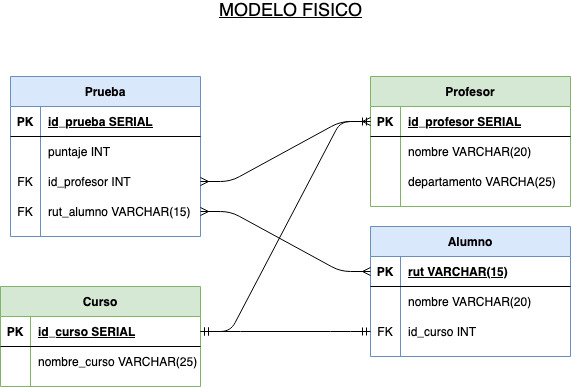 MODELO FISICO
Prueba
PK id_prueba SERIAL
puntaje INT
FK id_profesor INT
FK rut_alumno VARCHAR(15)
Profesor
PK id_profesor SERIAL
nombre VARCHAR(20)
departamento VARCHA(25)
Alumno
PK rut VARCHAR(15)
nombre VARCHAR(20)
FK id_curso INT
Curso
PK id_curso SERIAL
nombre_curso VARCHAR(25)